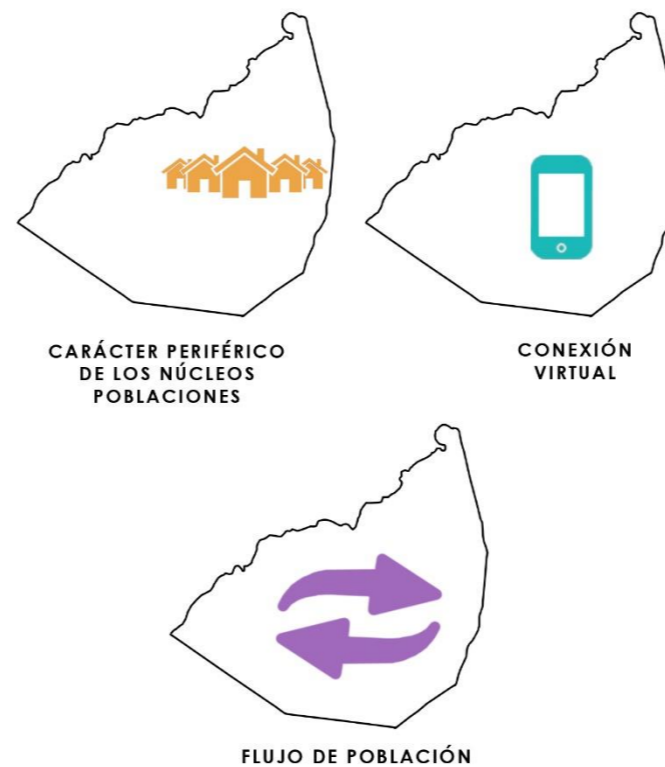 CARÁCTER PERIFÉRICO
DE LOS NÚCLEOS
POBLACIONES
CONEXIÓN
VIRTUAL
FLUJO DE POBLACIÓN